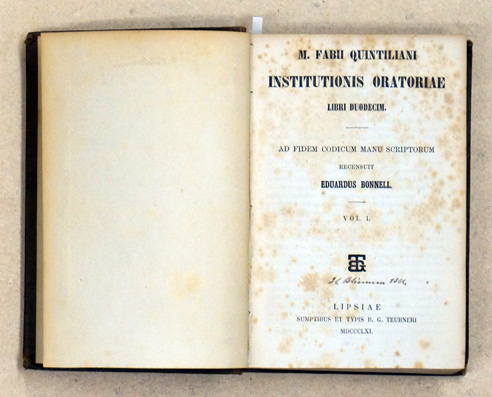 M. FABII QUINTILIANI
INSTITUTIONIS ORATORIAE
LIBRI DUODECIM.
AD FIDEM CODICUM MANU SCRIPTORUM
RECENSUIT
EDUARDUS BONNELL.
VOL. I.
LIPSIAE
SUMPTIBUS ET TYPIS B. G. TEUBNERI
MDCCCLXI.